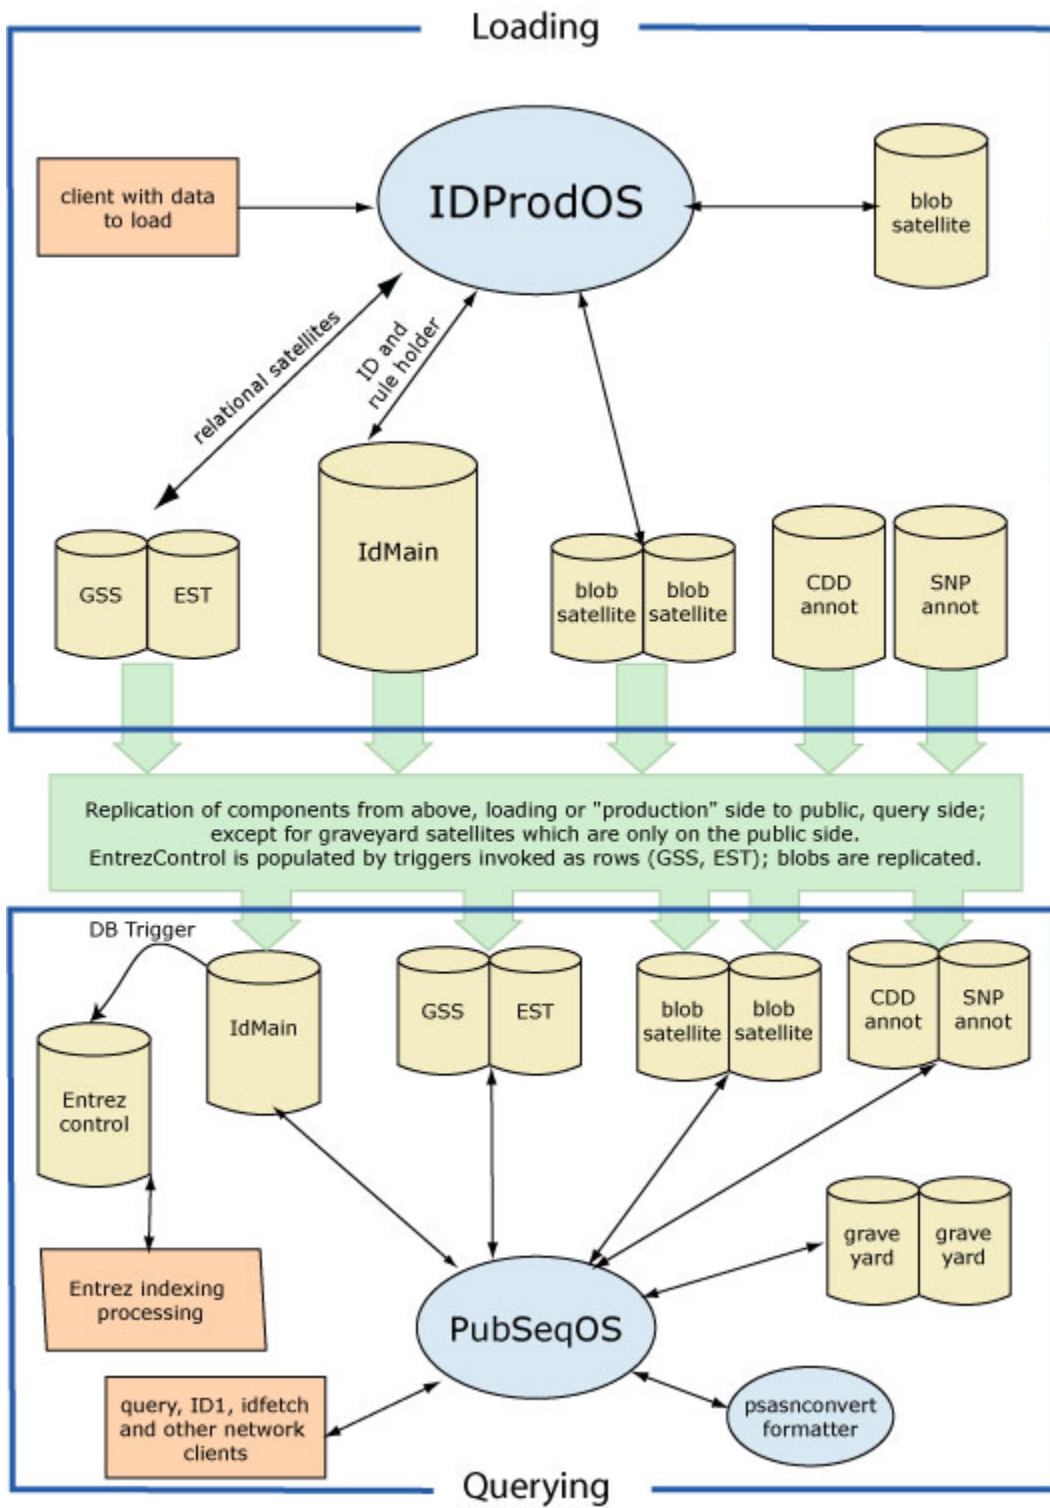 Loading
client with data
to load
IDProdOS
blob
satellite
relational satellites
ID and
rule holder
GSS
EST
IdMain
blob
satellite
blob
satellite
CDD
annot
SNP
annot
Replication of components from above, loading or "production" side to public, query side;
except for graveyard satellites which are only on the public side.
EntrezControl is populated by triggers invoked as rows (GSS, EST); blobs are replicated.
DB Trigger
Entrez
control
IdMain
GSS
EST
blob
satellite
blob
satellite
CDD
annot
SNP
annot
grave
yard
grave
yard
Entrez indexing
processing
PubSeqOS
query, ID1, idfetch
and other network
clients
psasnconvert
formatter
Querying